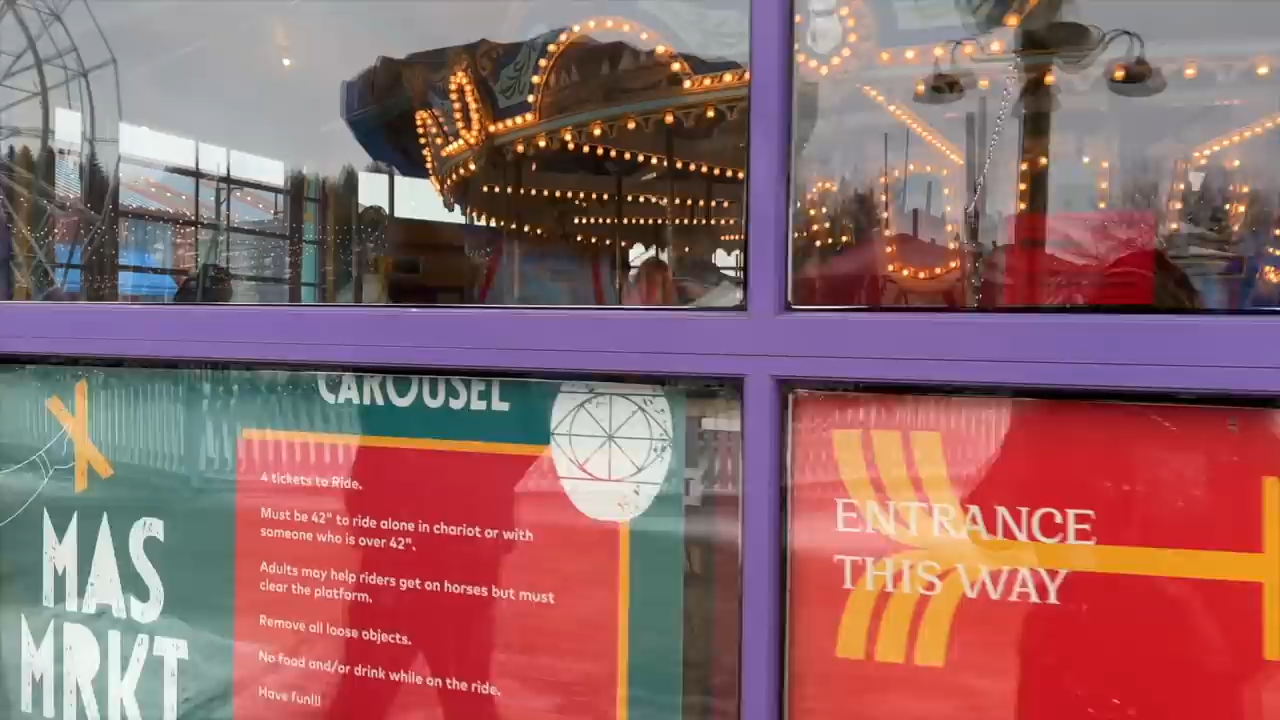 CAROUSEL
4 tickets to Ride.
Must be 42" to ride alone in chariot or with
someone who is over 42".
Adults may help riders get on horses but must
clear the platform.
Remove all loose objects.
No food and/or drink while on the ride.
Have fun!!!
X
MAS
MRKT
ENTRANCE
THIS WAY